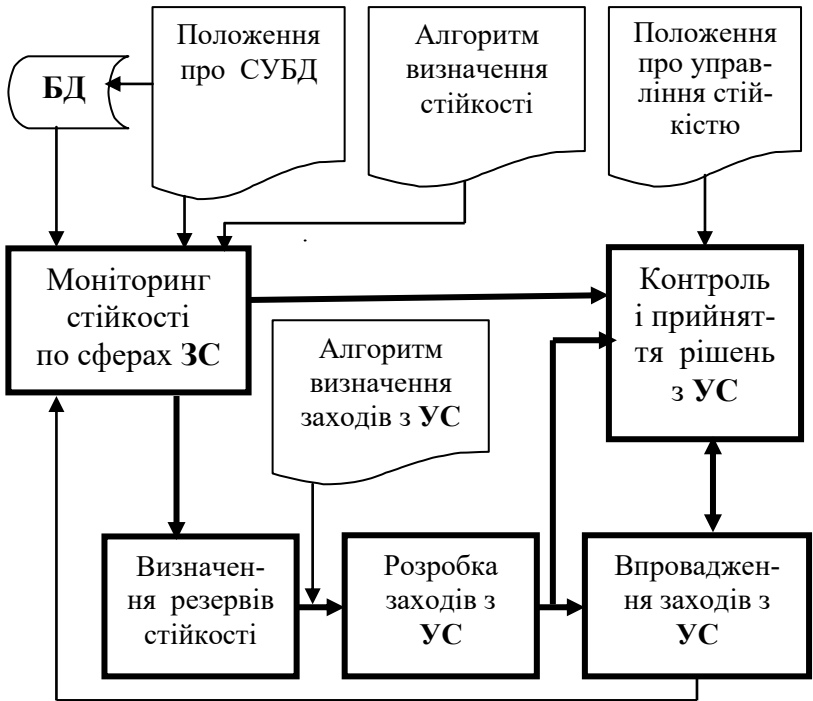 БД
Положення
про СУБД
Алгоритм
визначення
стійкості
Положення
про управ-
ління стій-
кістю
Моніторинг
стійкості
по сферах ЗС
Алгоритм
визначення
заходів з УС
Контроль
і прийнят-
тя рішень
з УС
Визначен-
ня резервів
стійкості
Розробка
заходів з
УС
Впроваджен-
ня заходів з
УС